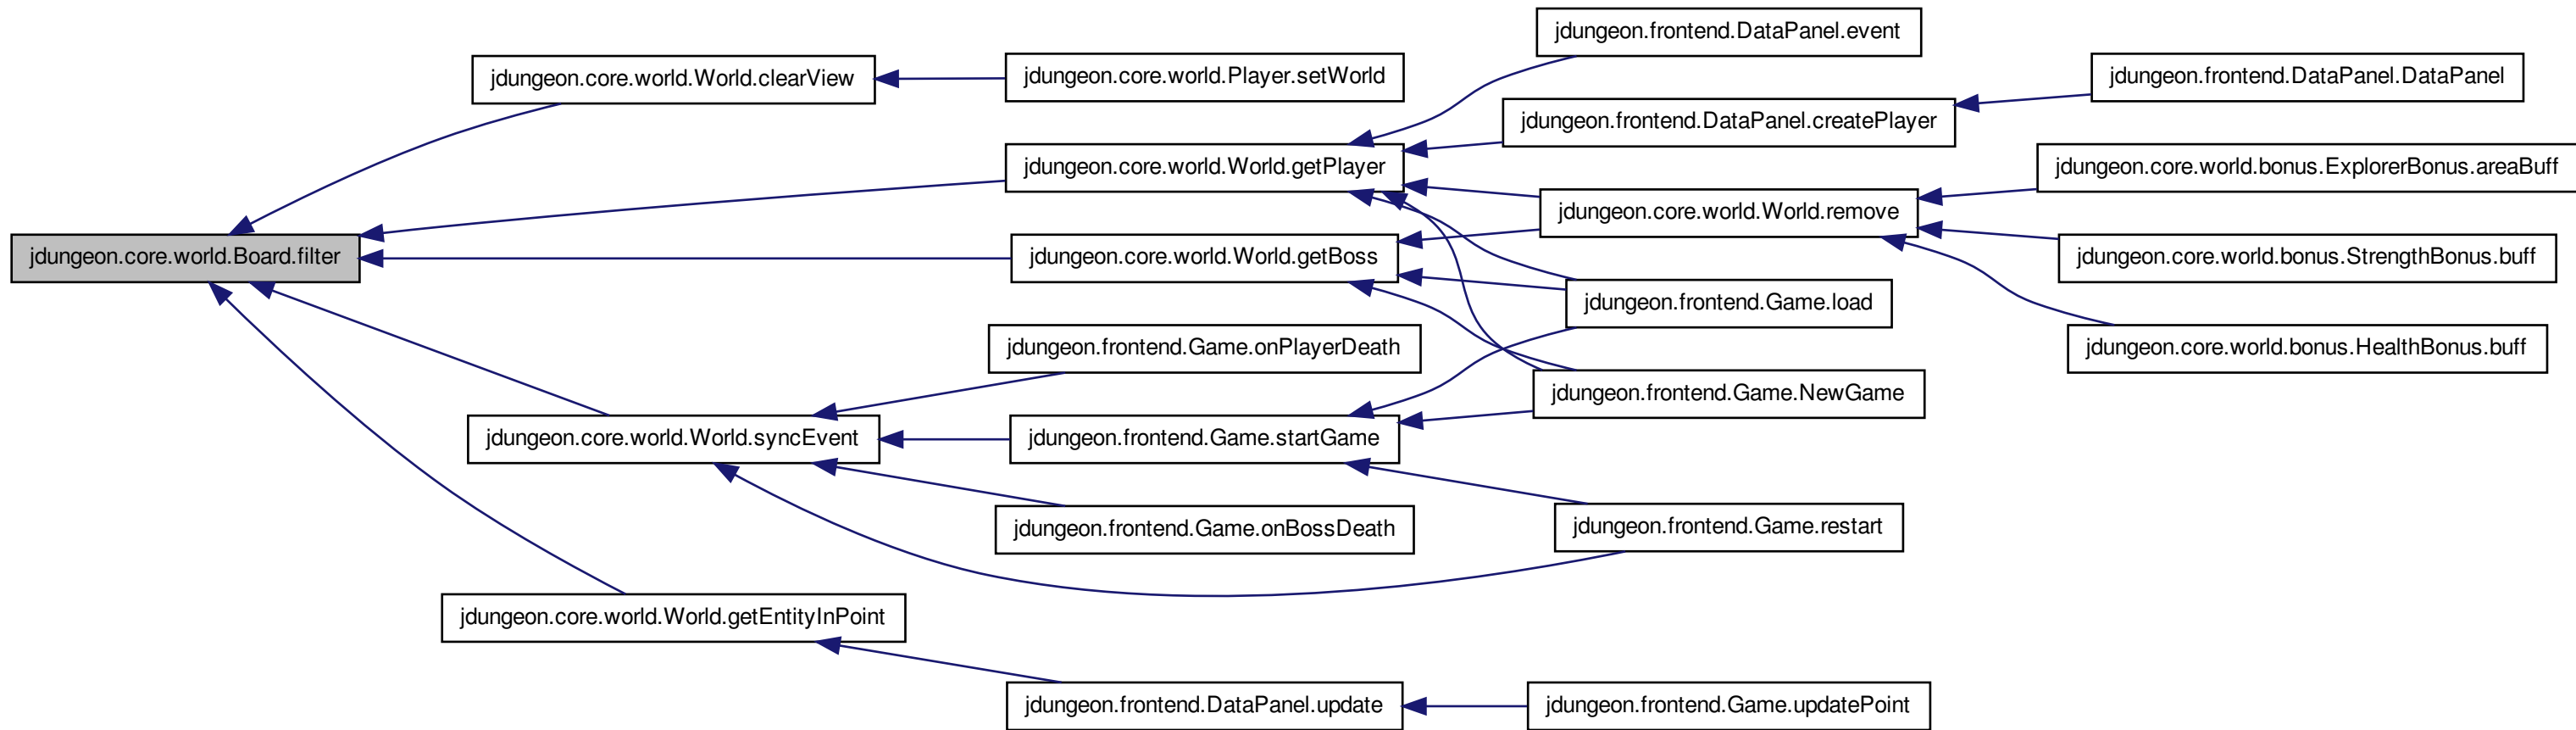 jdungeon.frontend.DataPanel.event
jdungeon.core.world.World.clearView
jdungeon.core.world.Player.setWorld
jdungeon.frontend.DataPanel.DataPanel
jdungeon.frontend.DataPanel.createPlayer
jdungeon.core.world.World.getPlayer
jdungeon.core.world.bonus.ExplorerBonus.areaBuff
jdungeon.core.world.World.remove
jdungeon.core.world.Board.filter
jdungeon.core.world.World.getBoss
jdungeon.core.world.bonus.StrengthBonus.buff
jdungeon.frontend.Game.load
jdungeon.frontend.Game.onPlayerDeath
jdungeon.core.world.bonus.HealthBonus.buff
jdungeon.frontend.Game.NewGame
jdungeon.core.world.World.syncEvent
jdungeon.frontend.Game.startGame
jdungeon.frontend.Game.onBossDeath
jdungeon.frontend.Game.restart
jdungeon.core.world.World.getEntityInPoint
jdungeon.frontend.DataPanel.update
jdungeon.frontend.Game.updatePoint